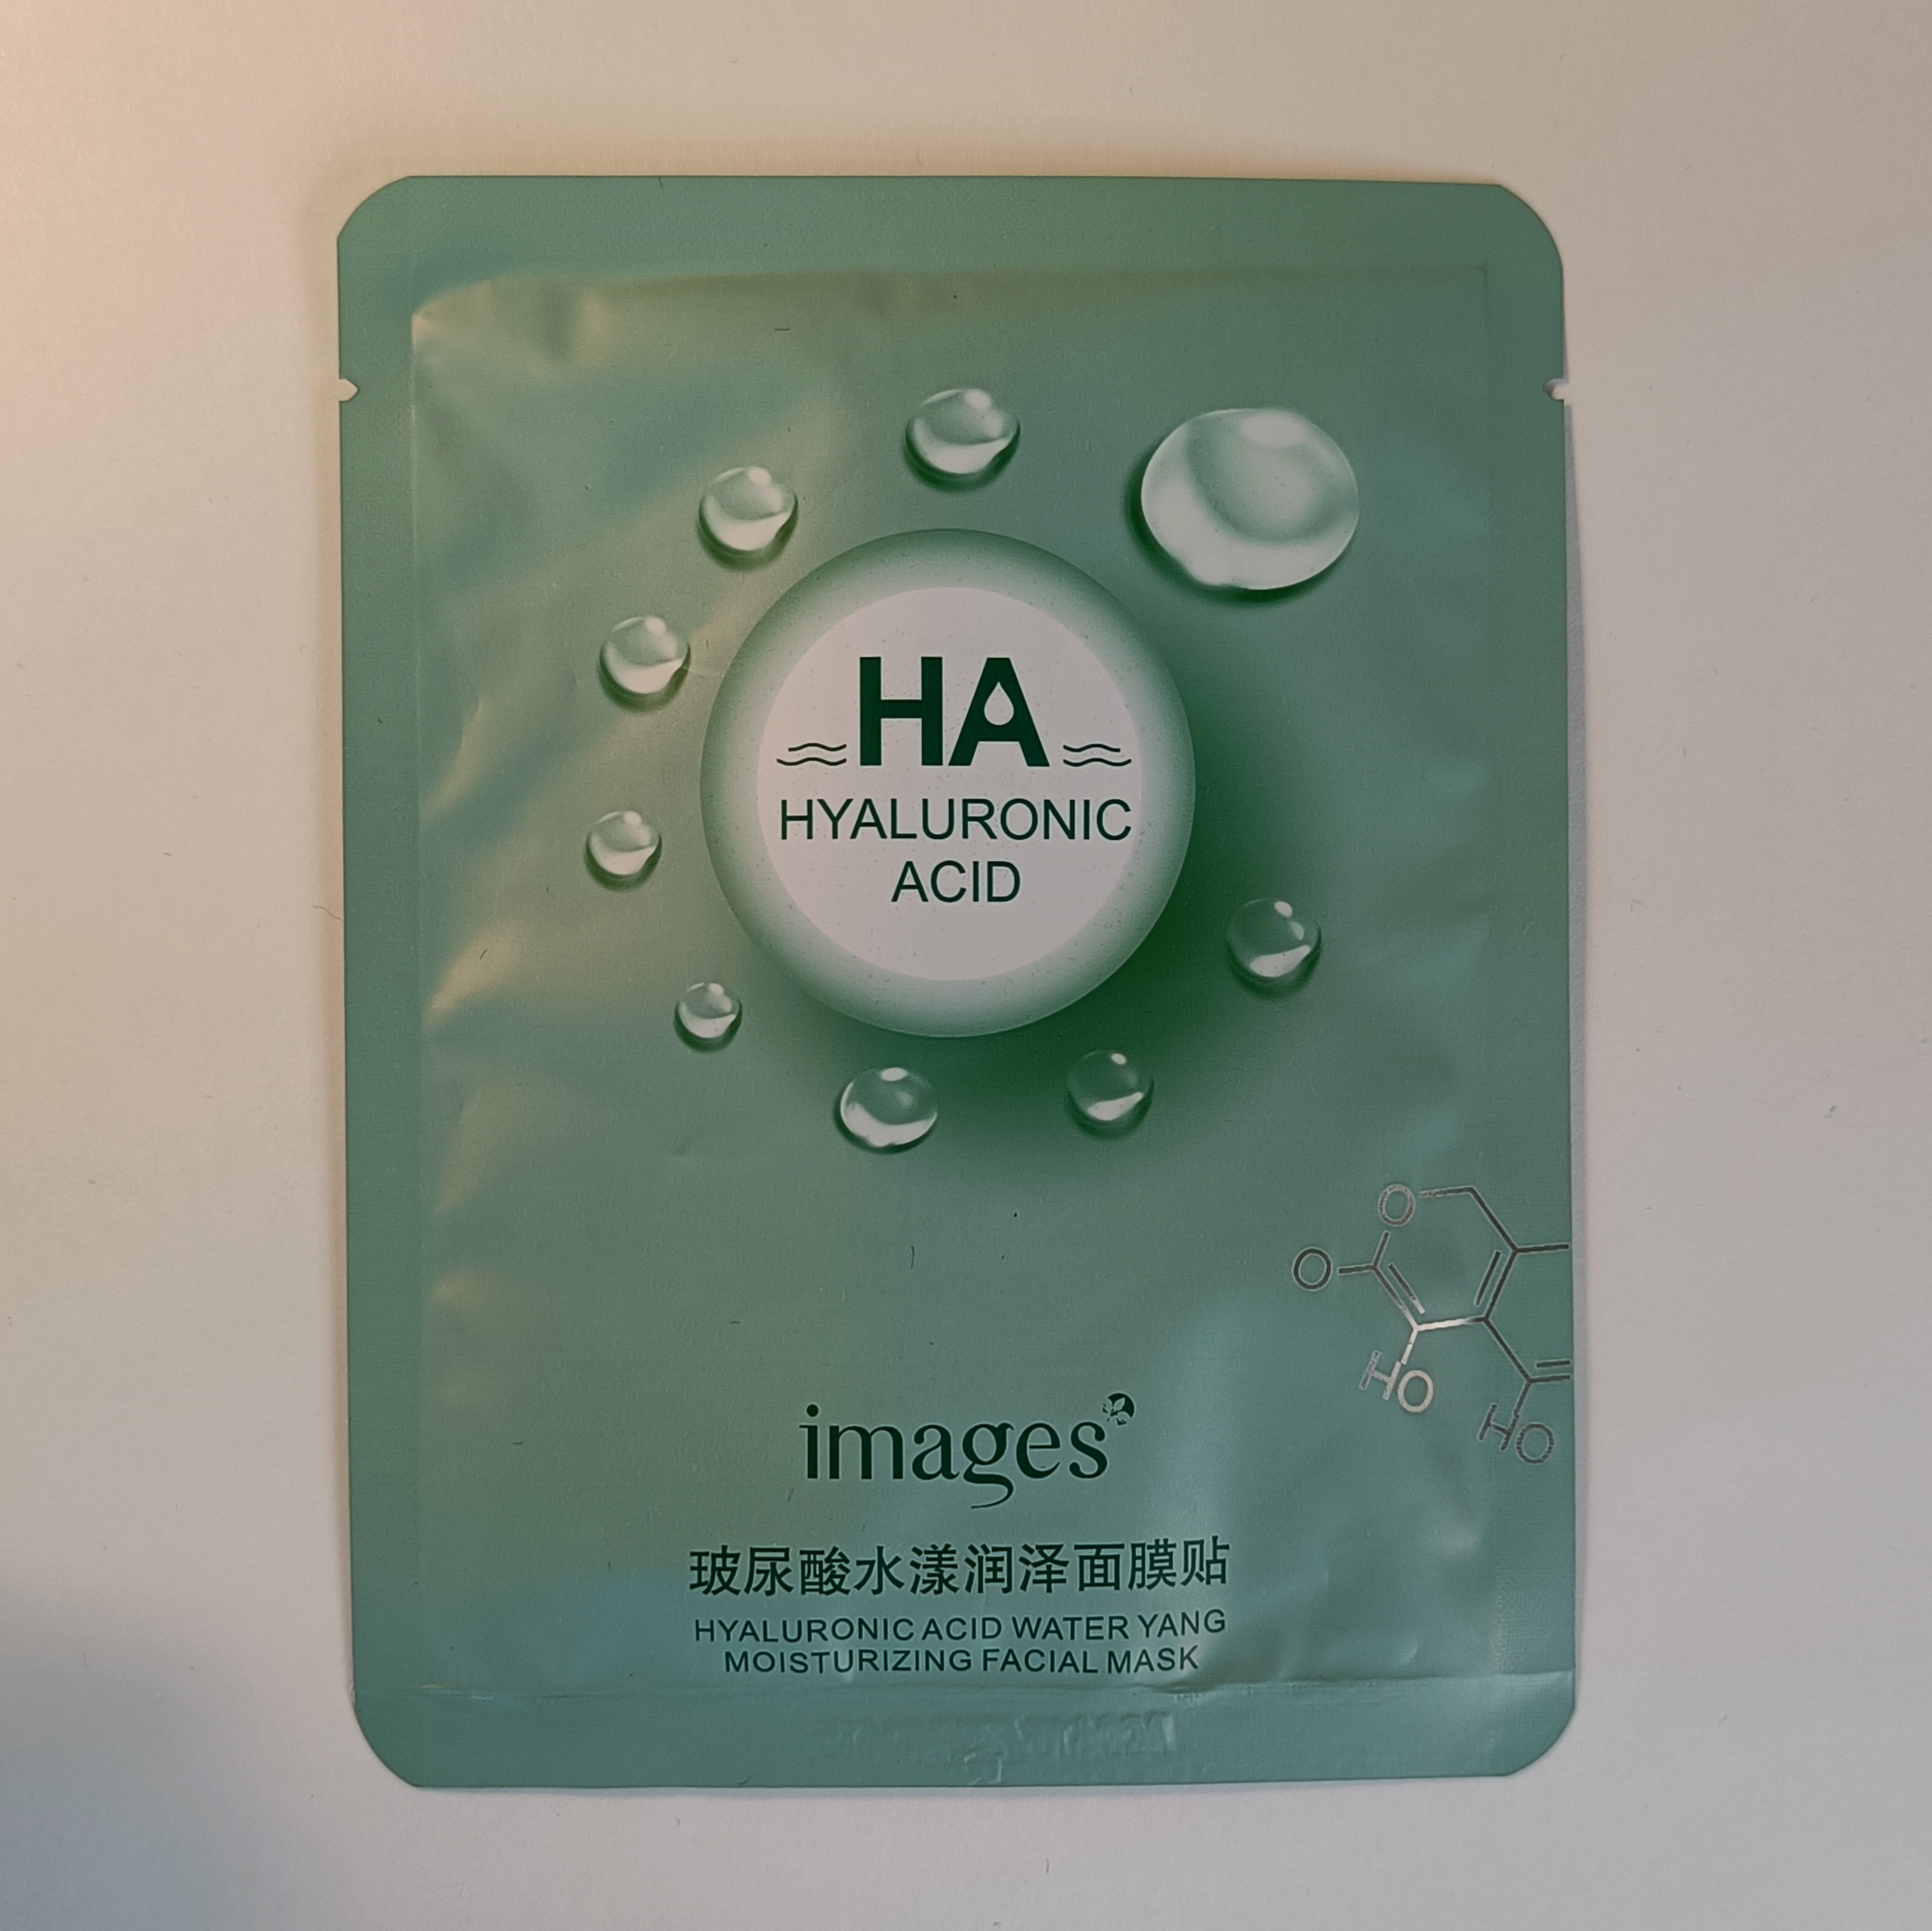 HA
HYALURONIC
ACID
O
O
HO
HO
images
玻尿酸水漾润泽面膜贴
HYALURONIC ACID WATER YANG
MOISTURIZING FACIAL MASK